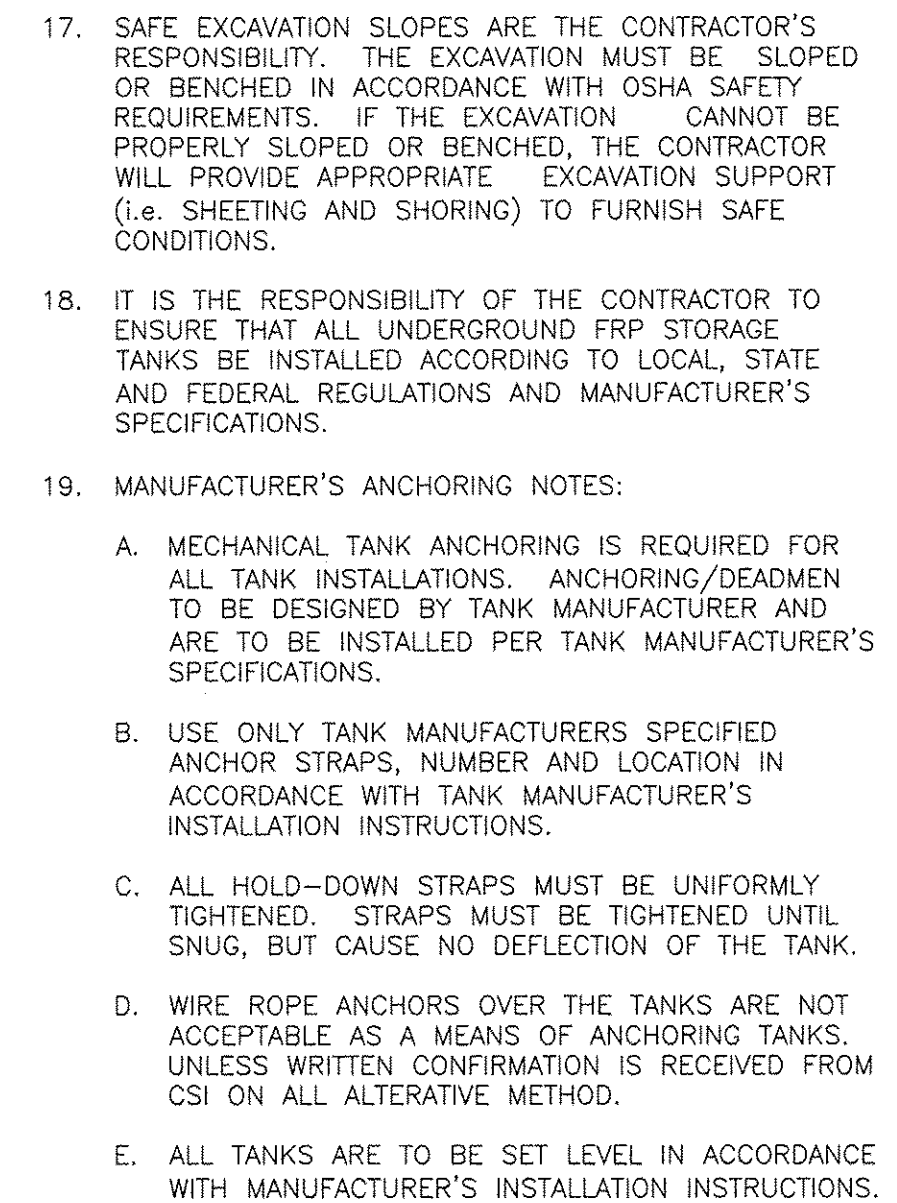 17. SAFE EXCAVATION SLOPES ARE THE CONTRACTOR'S
RESPONSIBILITY. THE EXCAVATION MUST BE SLOPED
OR BENCHED IN ACCORDANCE WITH OSHA SAFETY
REQUIREMENTS. IF THE EXCAVATION CANNOT BE
PROPERLY SLOPED OR BENCHED, THE CONTRACTOR
WILL PROVIDE APPROPRIATE EXCAVATION SUPPORT
(i.e. SHEETING AND SHORING) TO FURNISH SAFE
CONDITIONS.
18. IT IS THE RESPONSIBILITY OF THE CONTRACTOR TO
ENSURE THAT ALL UNDERGROUND FRP STORAGE
TANKS BE INSTALLED ACCORDING TO LOCAL, STATE
AND FEDERAL REGULATIONS AND MANUFACTURER'S
SPECIFICATIONS.
19. MANUFACTURER'S ANCHORING NOTES:
A. MECHANICAL TANK ANCHORING IS REQUIRED FOR
ALL TANK INSTALLATIONS. ANCHORING/DEADMEN
TO BE DESIGNED BY TANK MANUFACTURER AND
ARE TO BE INSTALLED PER TANK MANUFACTURER'S
SPECIFICATIONS.
B. USE ONLY TANK MANUFACTURERS SPECIFIED
ANCHOR STRAPS, NUMBER AND LOCATION IN
ACCORDANCE WITH TANK MANUFACTURER'S
INSTALLATION INSTRUCTIONS.
C. ALL HOLD-DOWN STRAPS MUST BE UNIFORMLY
TIGHTENED. STRAPS MUST BE TIGHTENED UNTIL
SNUG, BUT CAUSE NO DEFLECTION OF THE TANK.
D. WIRE ROPE ANCHORS OVER THE TANKS ARE NOT
ACCEPTABLE AS A MEANS OF ANCHORING TANKS.
UNLESS WRITTEN CONFIRMATION IS RECEIVED FROM
CSI ON ALL ALTERATIVE METHOD.
E. ALL TANKS ARE TO BE SET LEVEL IN ACCORDANCE
WITH MANUFACTURER'S INSTALLATION INSTRUCTIONS.